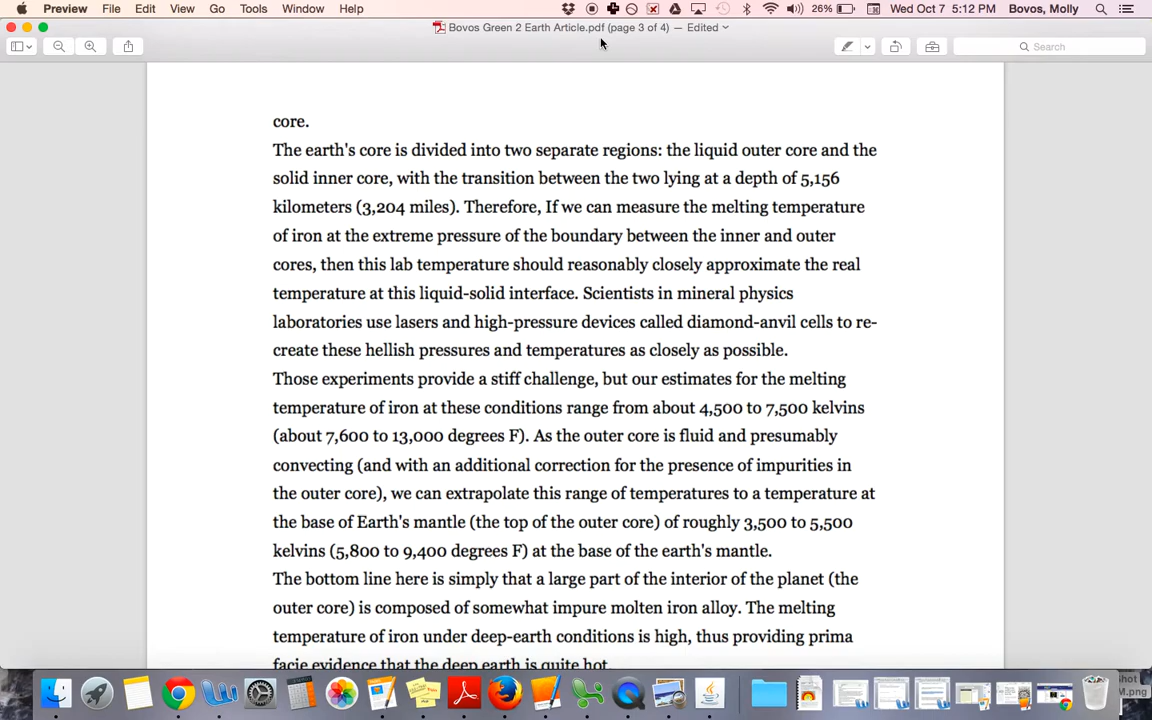 Preview File Edit View Go Tools Window Help 26% Wed Oct 7 5:12 PM Bovos, Molly
Bovos Green 2 Earth Article.pdf (page 3 of 4) — Edited
Search
core.
The earth's core is divided into two separate regions: the liquid outer core and the
solid inner core, with the transition between the two lying at a depth of 5,156
kilometers (3,204 miles). Therefore, If we can measure the melting temperature
of iron at the extreme pressure of the boundary between the inner and outer
cores, then this lab temperature should reasonably closely approximate the real
temperature at this liquid-solid interface. Scientists in mineral physics
laboratories use lasers and high-pressure devices called diamond-anvil cells to re-
create these hellish pressures and temperatures as closely as possible.
Those experiments provide a stiff challenge, but our estimates for the melting
temperature of iron at these conditions range from about 4,500 to 7,500 kelvins
(about 7,600 to 13,000 degrees F). As the outer core is fluid and presumably
convecting (and with an additional correction for the presence of impurities in
the outer core), we can extrapolate this range of temperatures to a temperature at
the base of Earth's mantle (the top of the outer core) of roughly 3,500 to 5,500
kelvins (5,800 to 9,400 degrees F) at the base of the earth's mantle.
The bottom line here is simply that a large part of the interior of the planet (the
outer core) is composed of somewhat impure molten iron alloy. The melting
temperature of iron under deep-earth conditions is high, thus providing prima
facie evidence that the deep earth is quite hot.
shot
M.png